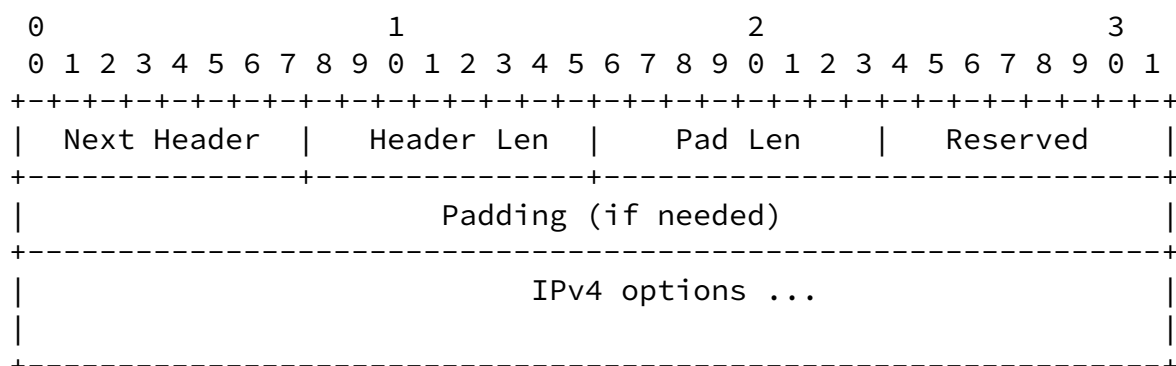 0                   1                   2                   3
 0 1 2 3 4 5 6 7 8 9 0 1 2 3 4 5 6 7 8 9 0 1 2 3 4 5 6 7 8 9 0 1
+-+-+-+-+-+-+-+-+-+-+-+-+-+-+-+-+-+-+-+-+-+-+-+-+-+-+-+-+-+-+-+-+
|  Next Header  |   Header Len  |    Pad Len    |   Reserved    |
+---------------+---------------+-------------------------------+
|                       Padding (if needed)                     |
+---------------------------------------------------------------+
|                            IPv4 options ...                   |
|                                                               |
+---------------------------------------------------------------+